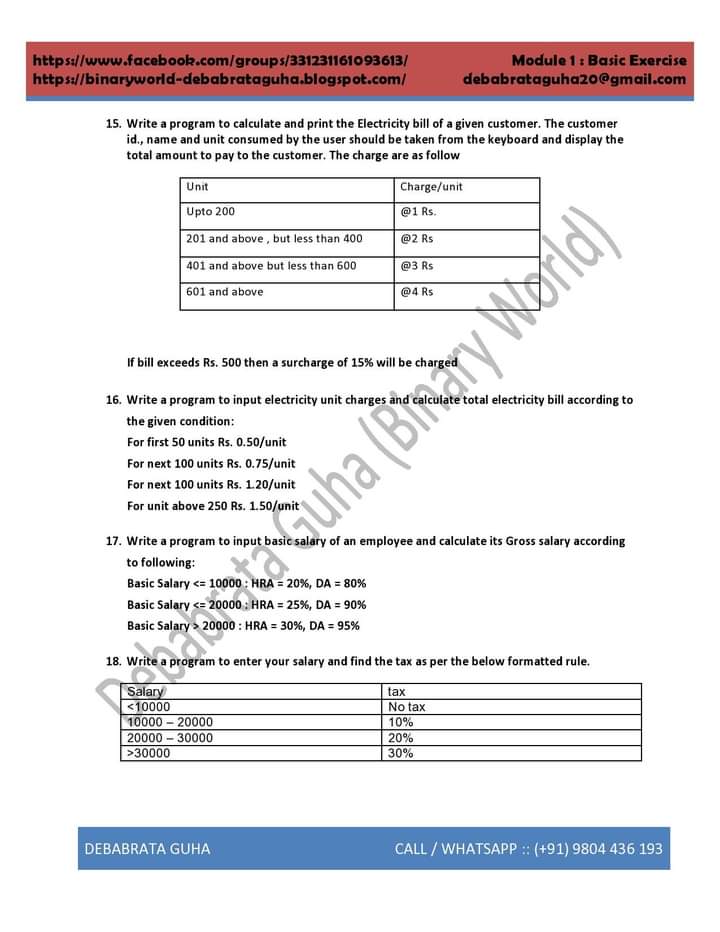 https://www.facebook.com/groups/331231161093613/ Module 1 : Basic Exercise
https://binaryworld-debabrataguha.blogspot.com/ debabrataguha20@gmail.com
15. Write a program to calculate and print the Electricity bill of a given customer. The customer
id., name and unit consumed by the user should be taken from the keyboard and display the
total amount to pay to the customer. The charge are as follow
Unit Charge/unit
Upto 200 @1 Rs.
201 and above , but less than 400 @2 Rs
401 and above but less than 600 @3 Rs
601 and above @4 Rs
If bill exceeds Rs. 500 then a surcharge of 15% will be charged
16. Write a program to input electricity unit charges and calculate total electricity bill according to
the given condition:
For first 50 units Rs. 0.50/unit
For next 100 units Rs. 0.75/unit
For next 100 units Rs. 1.20/unit
For unit above 250 Rs. 1.50/unit
17. Write a program to input basic salary of an employee and calculate its Gross salary according
to following:
Basic Salary <= 10000 : HRA = 20%, DA = 80%
Basic Salary <= 20000 : HRA = 25%, DA = 90%
Basic Salary > 20000 : HRA = 30%, DA = 95%
18. Write a program to enter your salary and find the tax as per the below formatted rule.
Salary tax
<10000 No tax
10000 – 20000 10%
20000 – 30000 20%
>30000 30%
Debabrata Guha (Binary World)
DEBABRATA GUHA CALL / WHATSAPP :: (+91) 9804 436 193